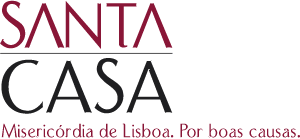 SANTA
CASA
Misericórdia de Lisboa. Por boas causas.